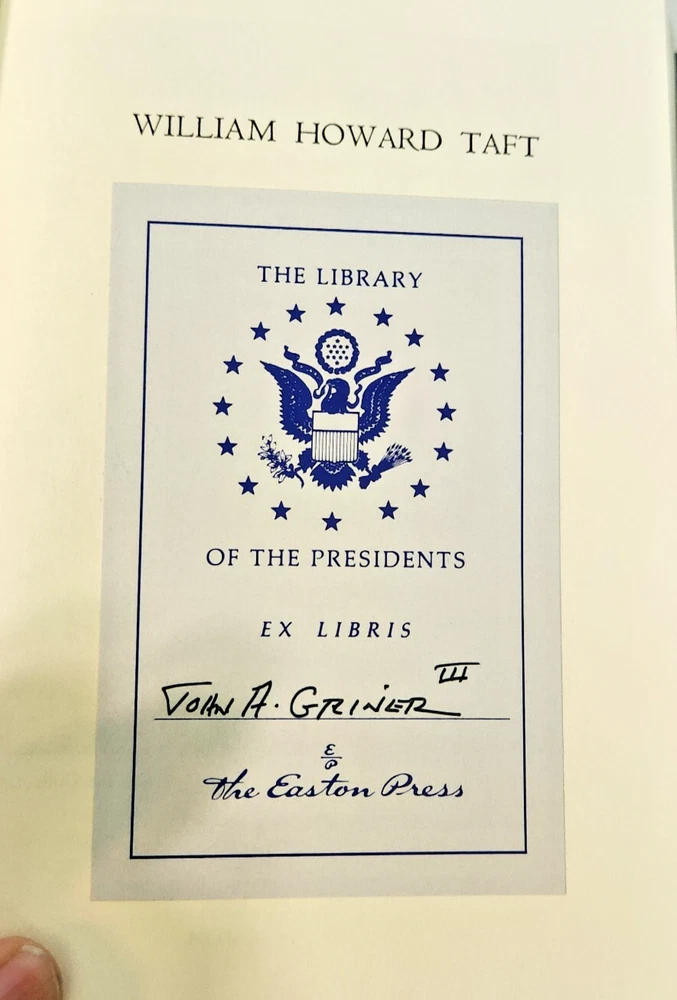 WILLIAM HOWARD TAFT
THE LIBRARY
OF THE PRESIDENTS
EX LIBRIS
JOHN A. GRINER III
E
P
The Easton Press